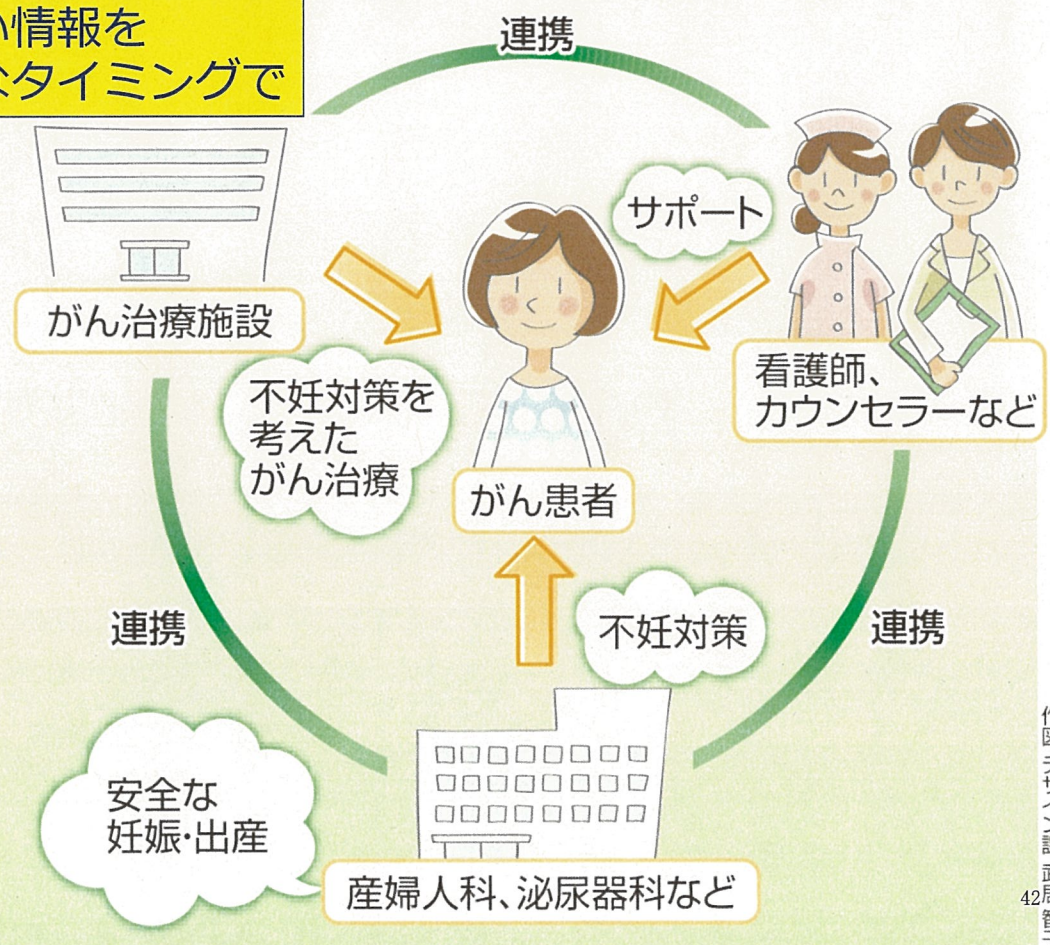 い情報を
なタイミングで
連携
サポート
がん治療施設
看護師、
カウンセラーなど
不妊対策を
考えた
がん治療
がん患者
連携
不妊対策
連携
安全な
妊娠・出産
産婦人科、泌尿器科など
42